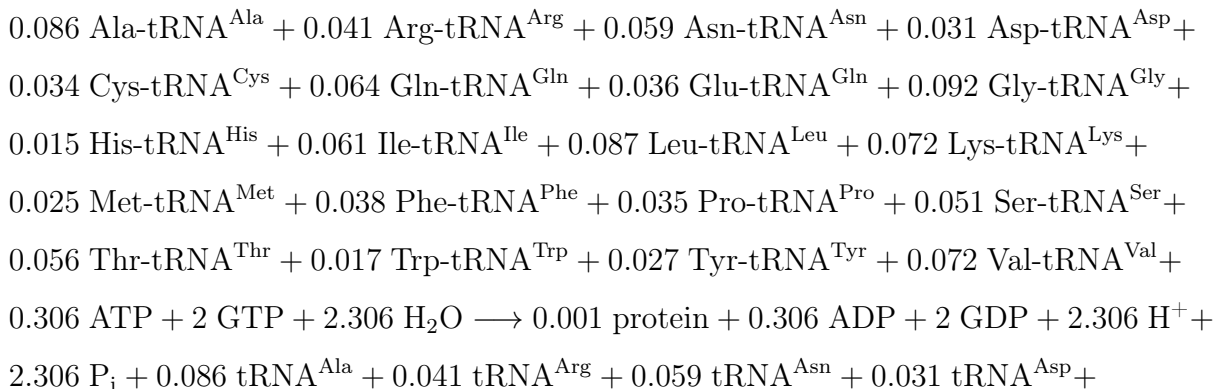 0.086 Ala-tRNA^Ala + 0.041 Arg-tRNA^Arg + 0.059 Asn-tRNA^Asn + 0.031 Asp-tRNA^Asp+
0.034 Cys-tRNA^Cys + 0.064 Gln-tRNA^Gln + 0.036 Glu-tRNA^Gln + 0.092 Gly-tRNA^Gly+
0.015 His-tRNA^His + 0.061 Ile-tRNA^Ile + 0.087 Leu-tRNA^Leu + 0.072 Lys-tRNA^Lys+
0.025 Met-tRNA^Met + 0.038 Phe-tRNA^Phe + 0.035 Pro-tRNA^Pro + 0.051 Ser-tRNA^Ser+
0.056 Thr-tRNA^Thr + 0.017 Trp-tRNA^Trp + 0.027 Tyr-tRNA^Tyr + 0.072 Val-tRNA^Val+
0.306 ATP + 2 GTP + 2.306 H₂O ⟶ 0.001 protein + 0.306 ADP + 2 GDP + 2.306 H⁺+
2.306 Pᵢ + 0.086 tRNA^Ala + 0.041 tRNA^Arg + 0.059 tRNA^Asn + 0.031 tRNA^Asp+